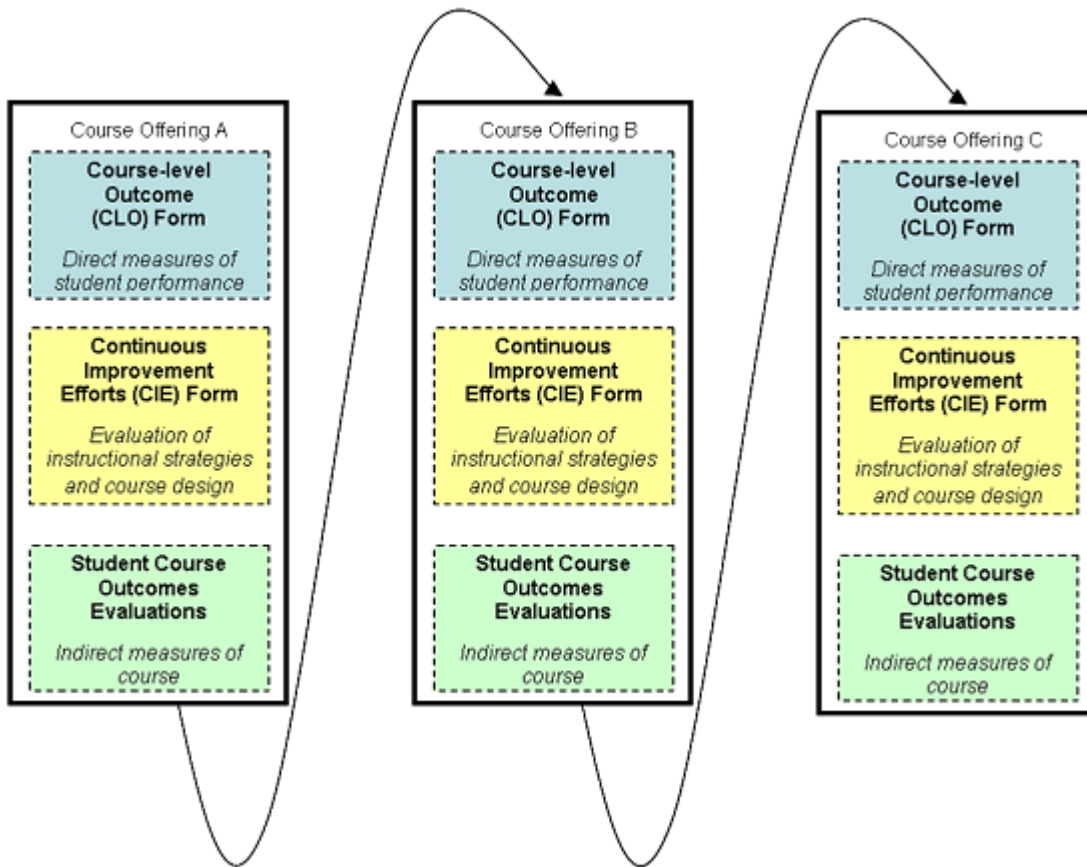 Course Offering A
Course-level
Outcome
(CLO) Form
Direct measures of
student performance
Continuous
Improvement
Efforts (CIE) Form
Evaluation of
instructional strategies
and course design
Student Course
Outcomes
Evaluations
Indirect measures of
course
Course Offering B
Course-level
Outcome
(CLO) Form
Direct measures of
student performance
Continuous
Improvement
Efforts (CIE) Form
Evaluation of
instructional strategies
and course design
Student Course
Outcomes
Evaluations
Indirect measures of
course
Course Offering C
Course-level
Outcome
(CLO) Form
Direct measures of
student performance
Continuous
Improvement
Efforts (CIE) Form
Evaluation of
instructional strategies
and course design
Student Course
Outcomes
Evaluations
Indirect measures of
course